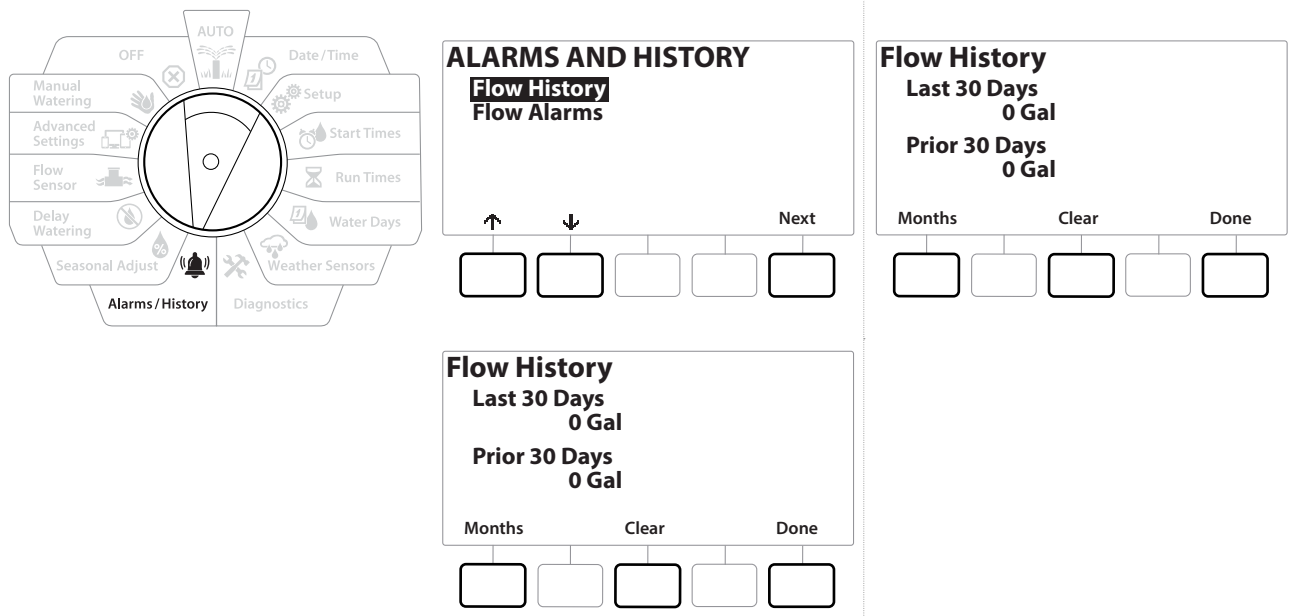 AUTO
OFF
Date/Time
Manual
Watering
Setup
Advanced
Settings
Start Times
Flow
Sensor
Run Times
Delay
Watering
Water Days
Seasonal Adjust
Weather Sensors
Alarms/History
Diagnostics
ALARMS AND HISTORY
Flow History
Flow Alarms
Next
Flow History
Last 30 Days
0 Gal
Prior 30 Days
0 Gal
Months Clear Done
Flow History
Last 30 Days
0 Gal
Prior 30 Days
0 Gal
Months Clear Done